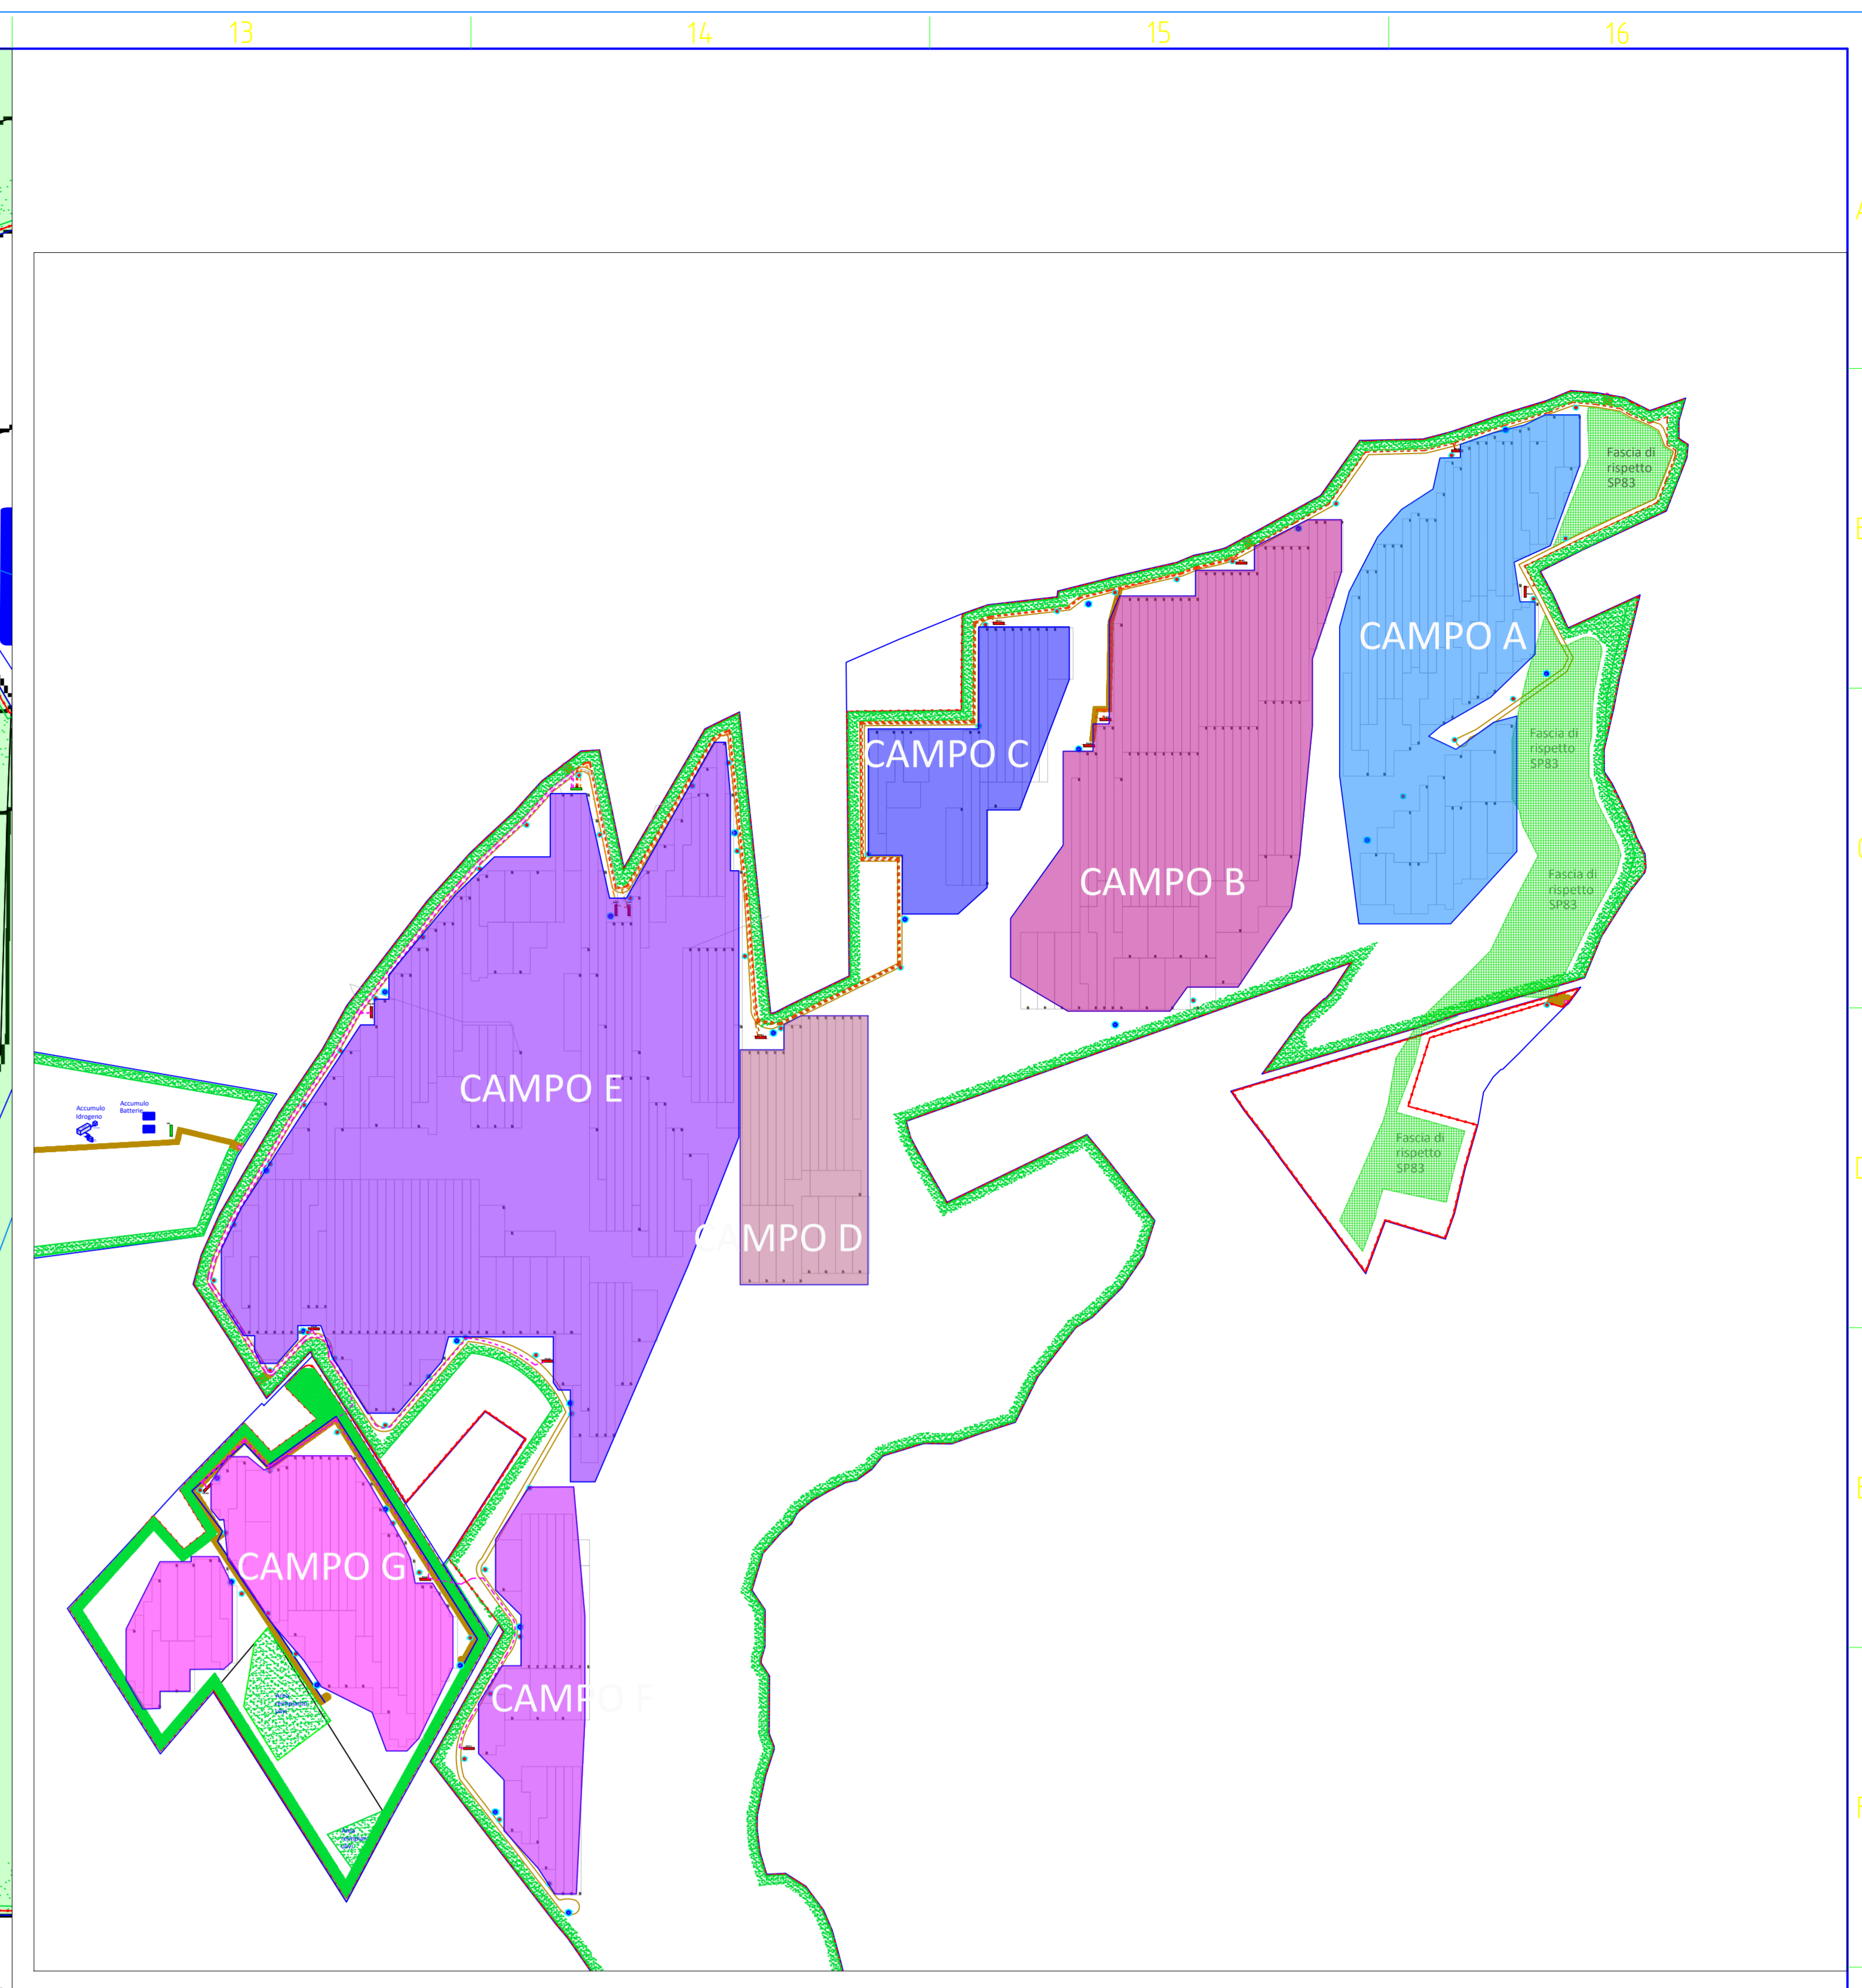 13
14
15
16
A
Fascia di
rispetto
SP83
B
CAMPO A
Fascia di
rispetto
SP83
CAMPO C
C
CAMPO B
Fascia di
rispetto
SP83
CAMPO E
Accumulo
Idrogeno
Accumulo
Batterie
Fascia di
rispetto
SP83
D
CAMPO D
E
CAMPO G
CAMPO F
F